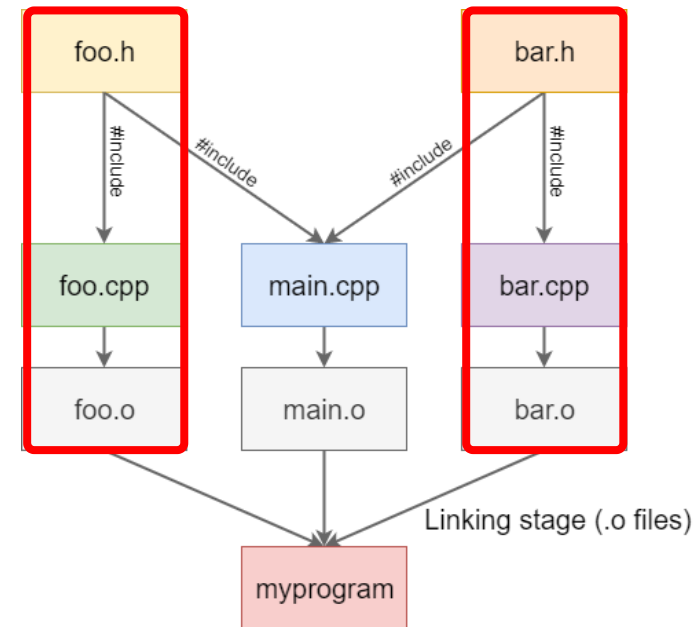 foo.h
bar.h
#include
#include
#include
#include
foo.cpp
main.cpp
bar.cpp
foo.o
main.o
bar.o
Linking stage (.o files)
myprogram